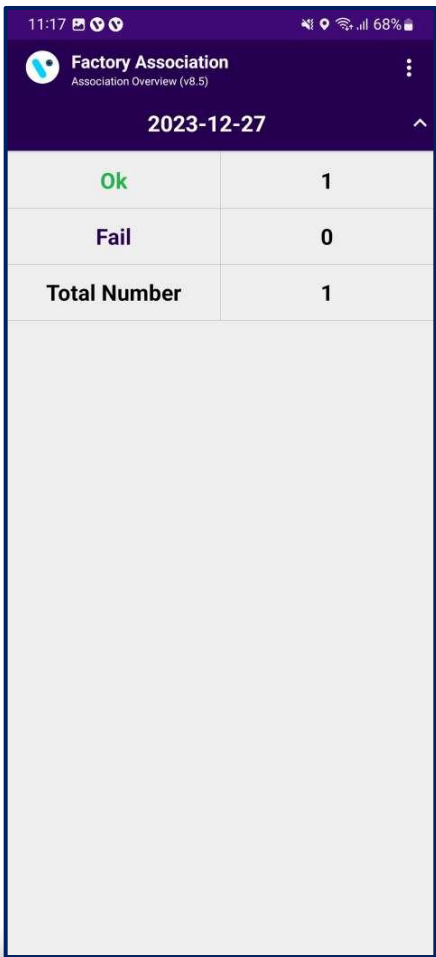 11:17 68%
Factory Association
Association Overview (v8.5)
2023-12-27
Ok 1
Fail 0
Total Number 1